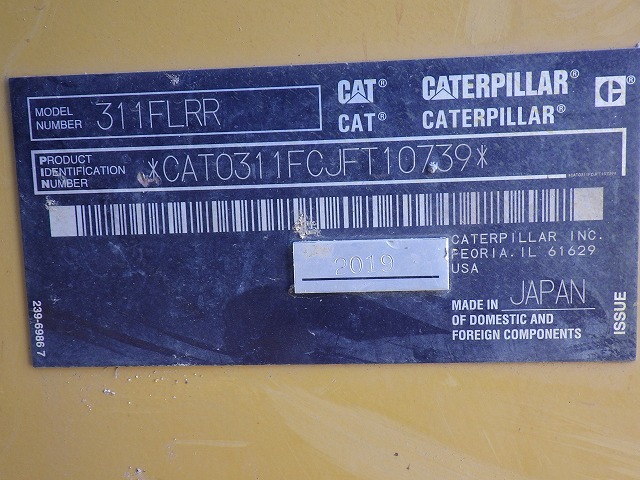 MODEL NUMBER 311FLRR
CAT® CATERPILLAR® C®
CAT® CATERPILLAR®
PRODUCT IDENTIFICATION NUMBER *CAT0311FCJFT10739*
*CAT0311FCJFT10739*
CATERPILLAR INC.
PEORIA, IL 61629
USA
2019
MADE IN JAPAN
OF DOMESTIC AND
FOREIGN COMPONENTS
ISSUE
239-6986 7